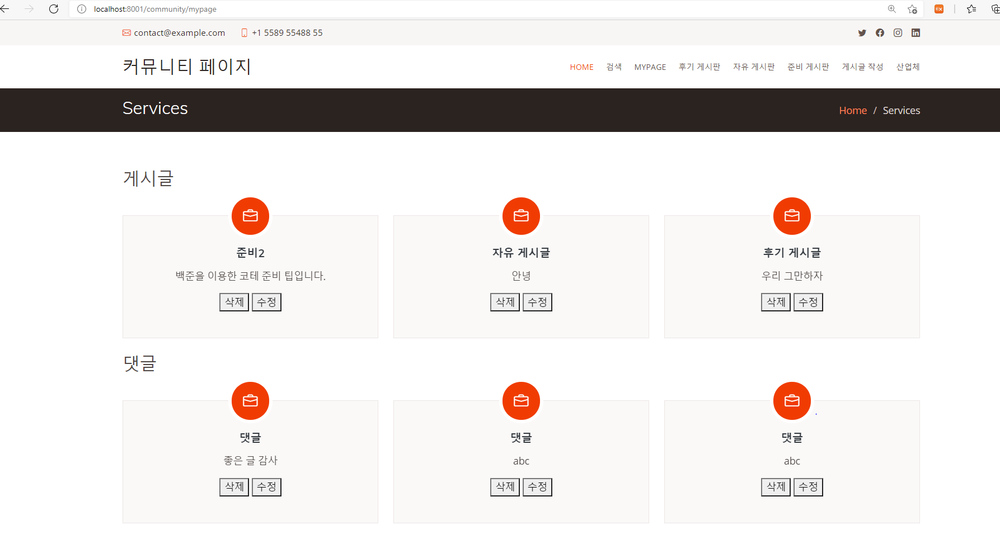 localhost:8001/community/mypage
contact@example.com +1 5589 55488 55
커뮤니티 페이지
HOME 검색 MYPAGE 후기 게시판 자유 게시판 준비 게시판 게시글 작성 산업체
Services
Home / Services
게시글
준비2
백준을 이용한 코테 준비 팁입니다.
삭제 수정
자유 게시글
안녕
삭제 수정
후기 게시글
우리 그만하자
삭제 수정
댓글
댓글
좋은 글 감사
삭제 수정
댓글
abc
삭제 수정
댓글
abc
삭제 수정